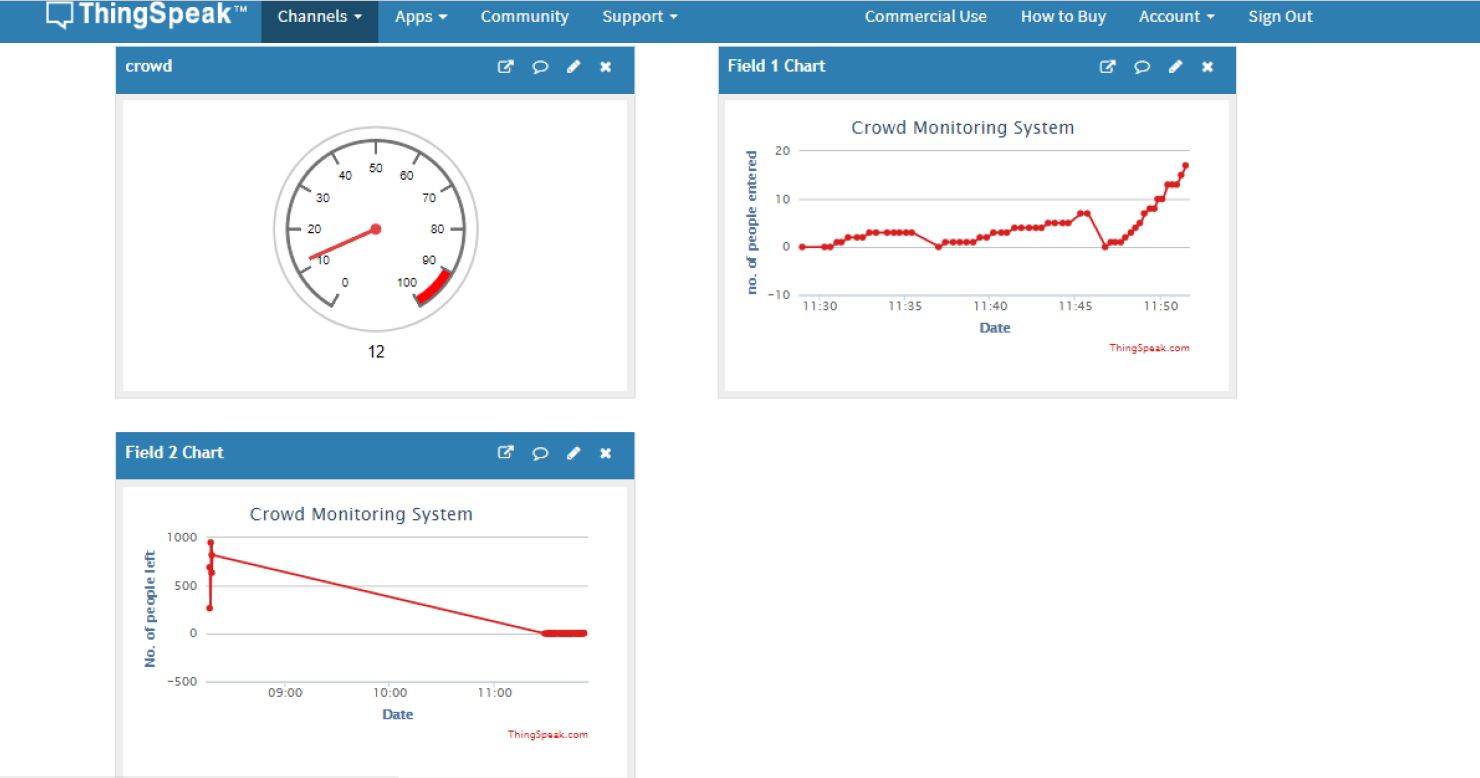 ThingSpeak™ Channels Apps Community Support Commercial Use How to Buy Account Sign Out
crowd
50
40 60
30 70
20 80
10 90
0 100
12
Field 1 Chart
Crowd Monitoring System
no. of people entered
20
10
0
−10
11:30 11:35 11:40 11:45 11:50
Date
ThingSpeak.com
Field 2 Chart
Crowd Monitoring System
No. of people left
1000
500
0
−500
09:00 10:00 11:00
Date
ThingSpeak.com